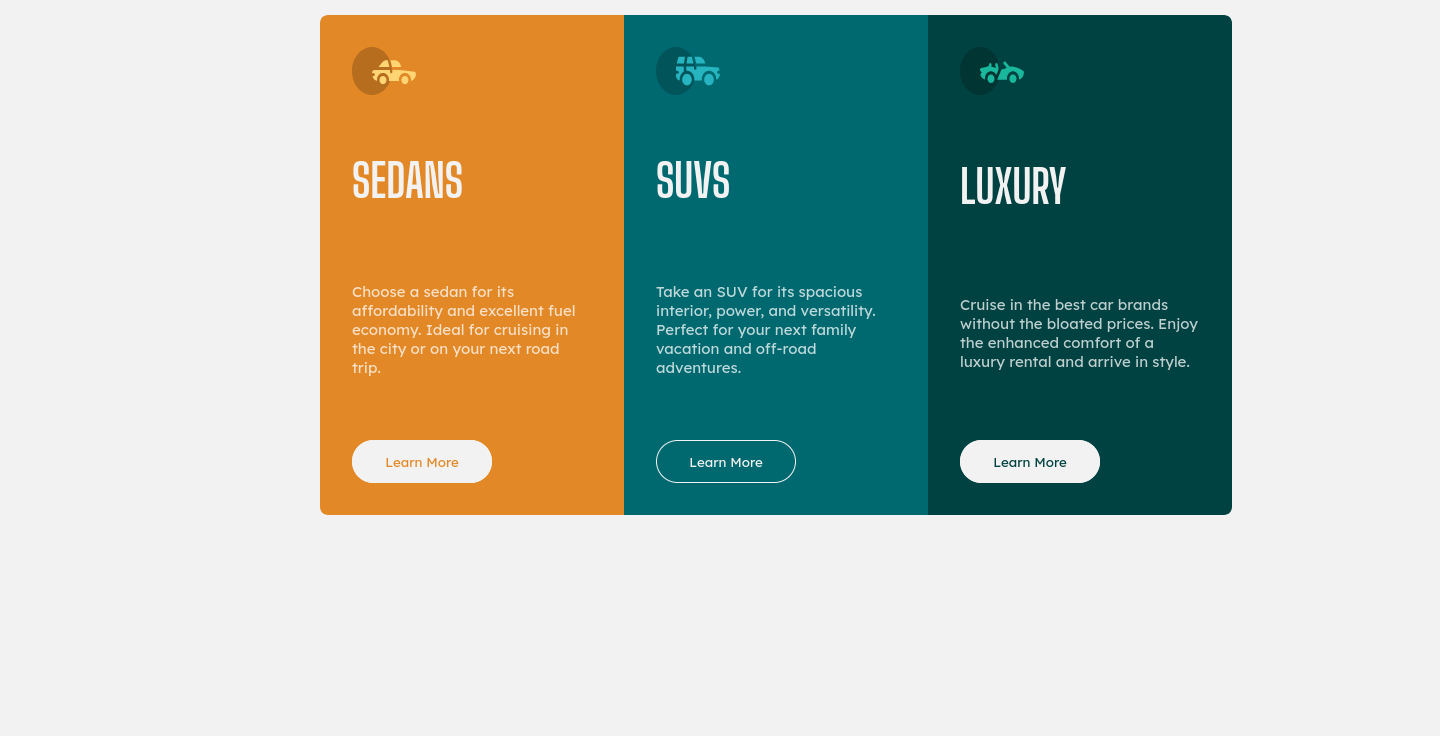 SEDANS
Choose a sedan for its
affordability and excellent fuel
economy. Ideal for cruising in
the city or on your next road
trip.
Learn More
SUVS
Take an SUV for its spacious
interior, power, and versatility.
Perfect for your next family
vacation and off-road
adventures.
Learn More
LUXURY
Cruise in the best car brands
without the bloated prices. Enjoy
the enhanced comfort of a
luxury rental and arrive in style.
Learn More